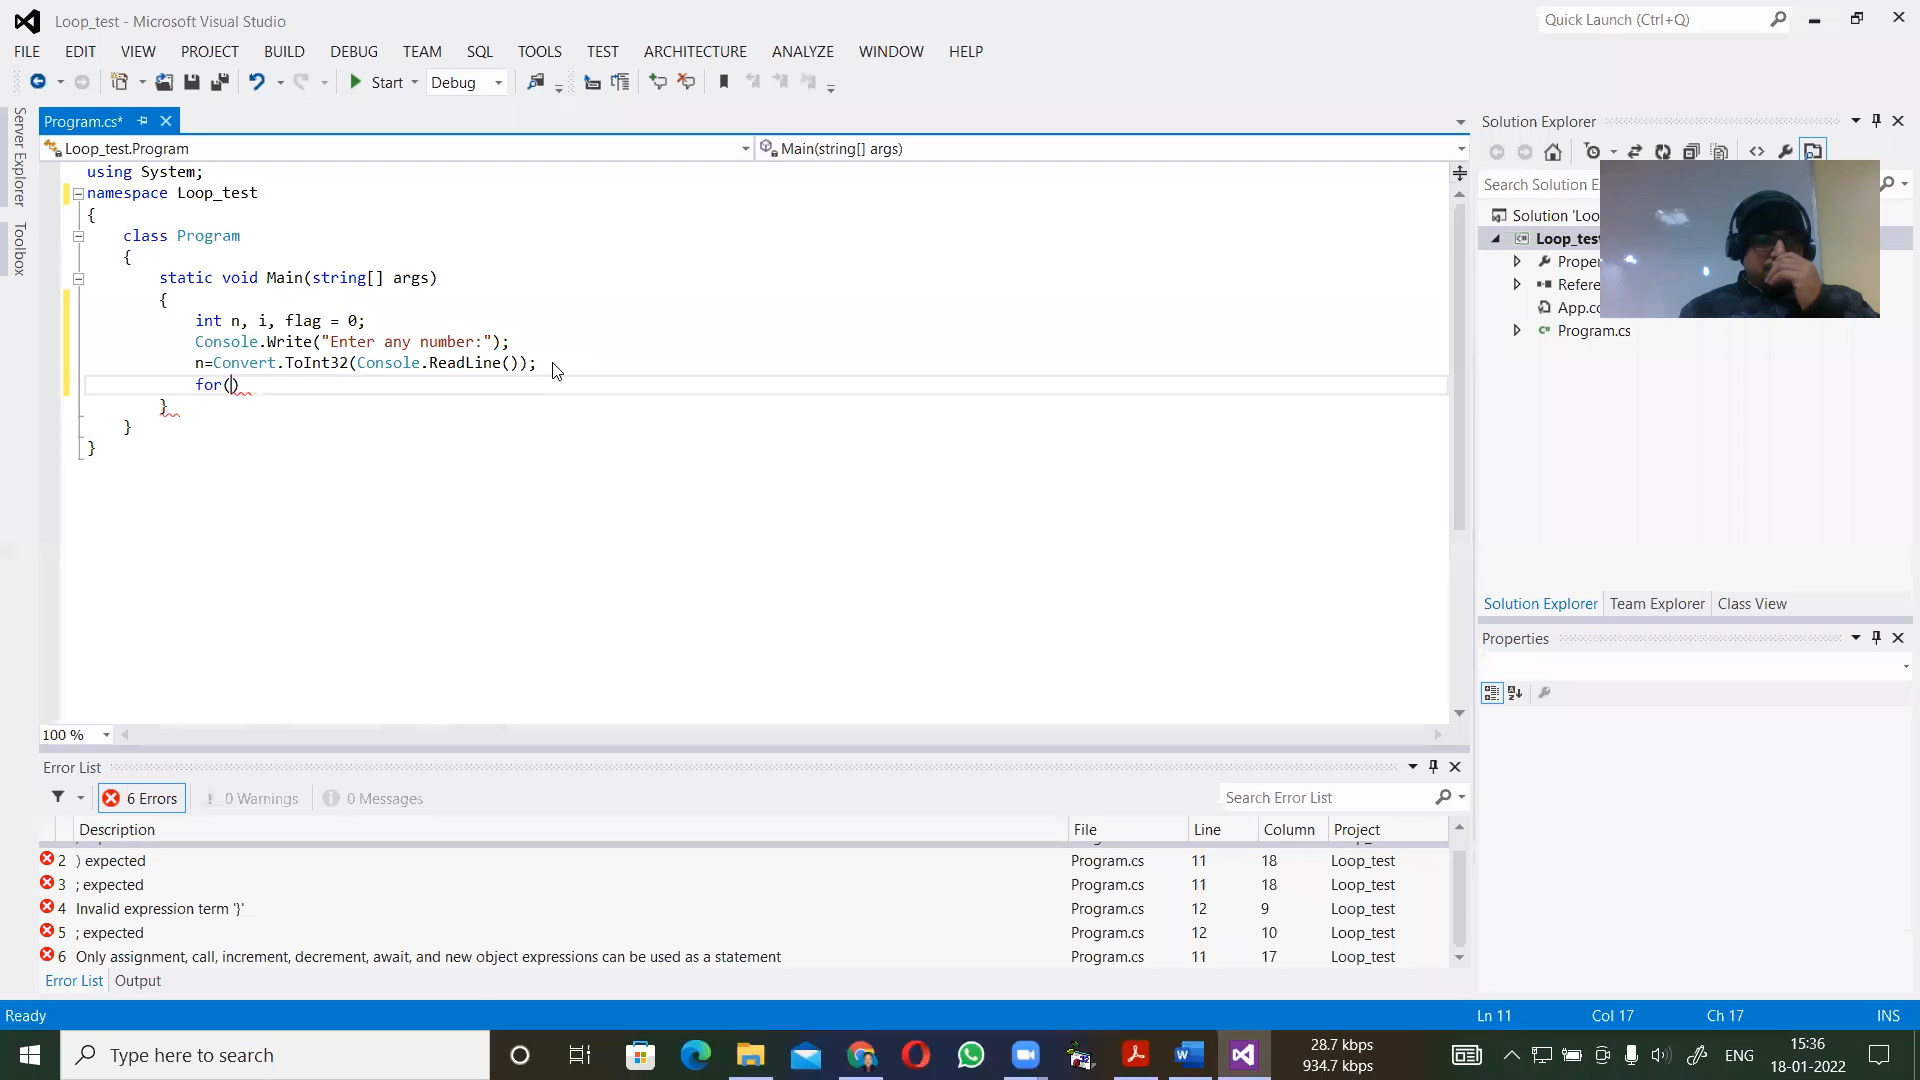 Loop_test - Microsoft Visual Studio
Quick Launch (Ctrl+Q)
FILE EDIT VIEW PROJECT BUILD DEBUG TEAM SQL TOOLS TEST ARCHITECTURE ANALYZE WINDOW HELP
Start Debug
Server Explorer
Toolbox
Program.cs*
Loop_test.Program
Main(string[] args)
using System;
namespace Loop_test
{
class Program
{
static void Main(string[] args)
{
int n, i, flag = 0;
Console.Write("Enter any number:");
n=Convert.ToInt32(Console.ReadLine());
for()
}
}
}
100 %
Solution Explorer
Search Solution E
Solution 'Loo
Loop_tes
Proper
Refere
App.co
Program.cs
Solution Explorer Team Explorer Class View
Properties
Error List
6 Errors 0 Warnings 0 Messages
Search Error List
Description File Line Column Project
2 ) expected Program.cs 11 18 Loop_test
3 ; expected Program.cs 11 18 Loop_test
4 Invalid expression term '}' Program.cs 12 9 Loop_test
5 ; expected Program.cs 12 10 Loop_test
6 Only assignment, call, increment, decrement, await, and new object expressions can be used as a statement Program.cs 11 17 Loop_test
Error List Output
Ready Ln 11 Col 17 Ch 17 INS
Type here to search
28.7 kbps
934.7 kbps
ENG
15:36
18-01-2022